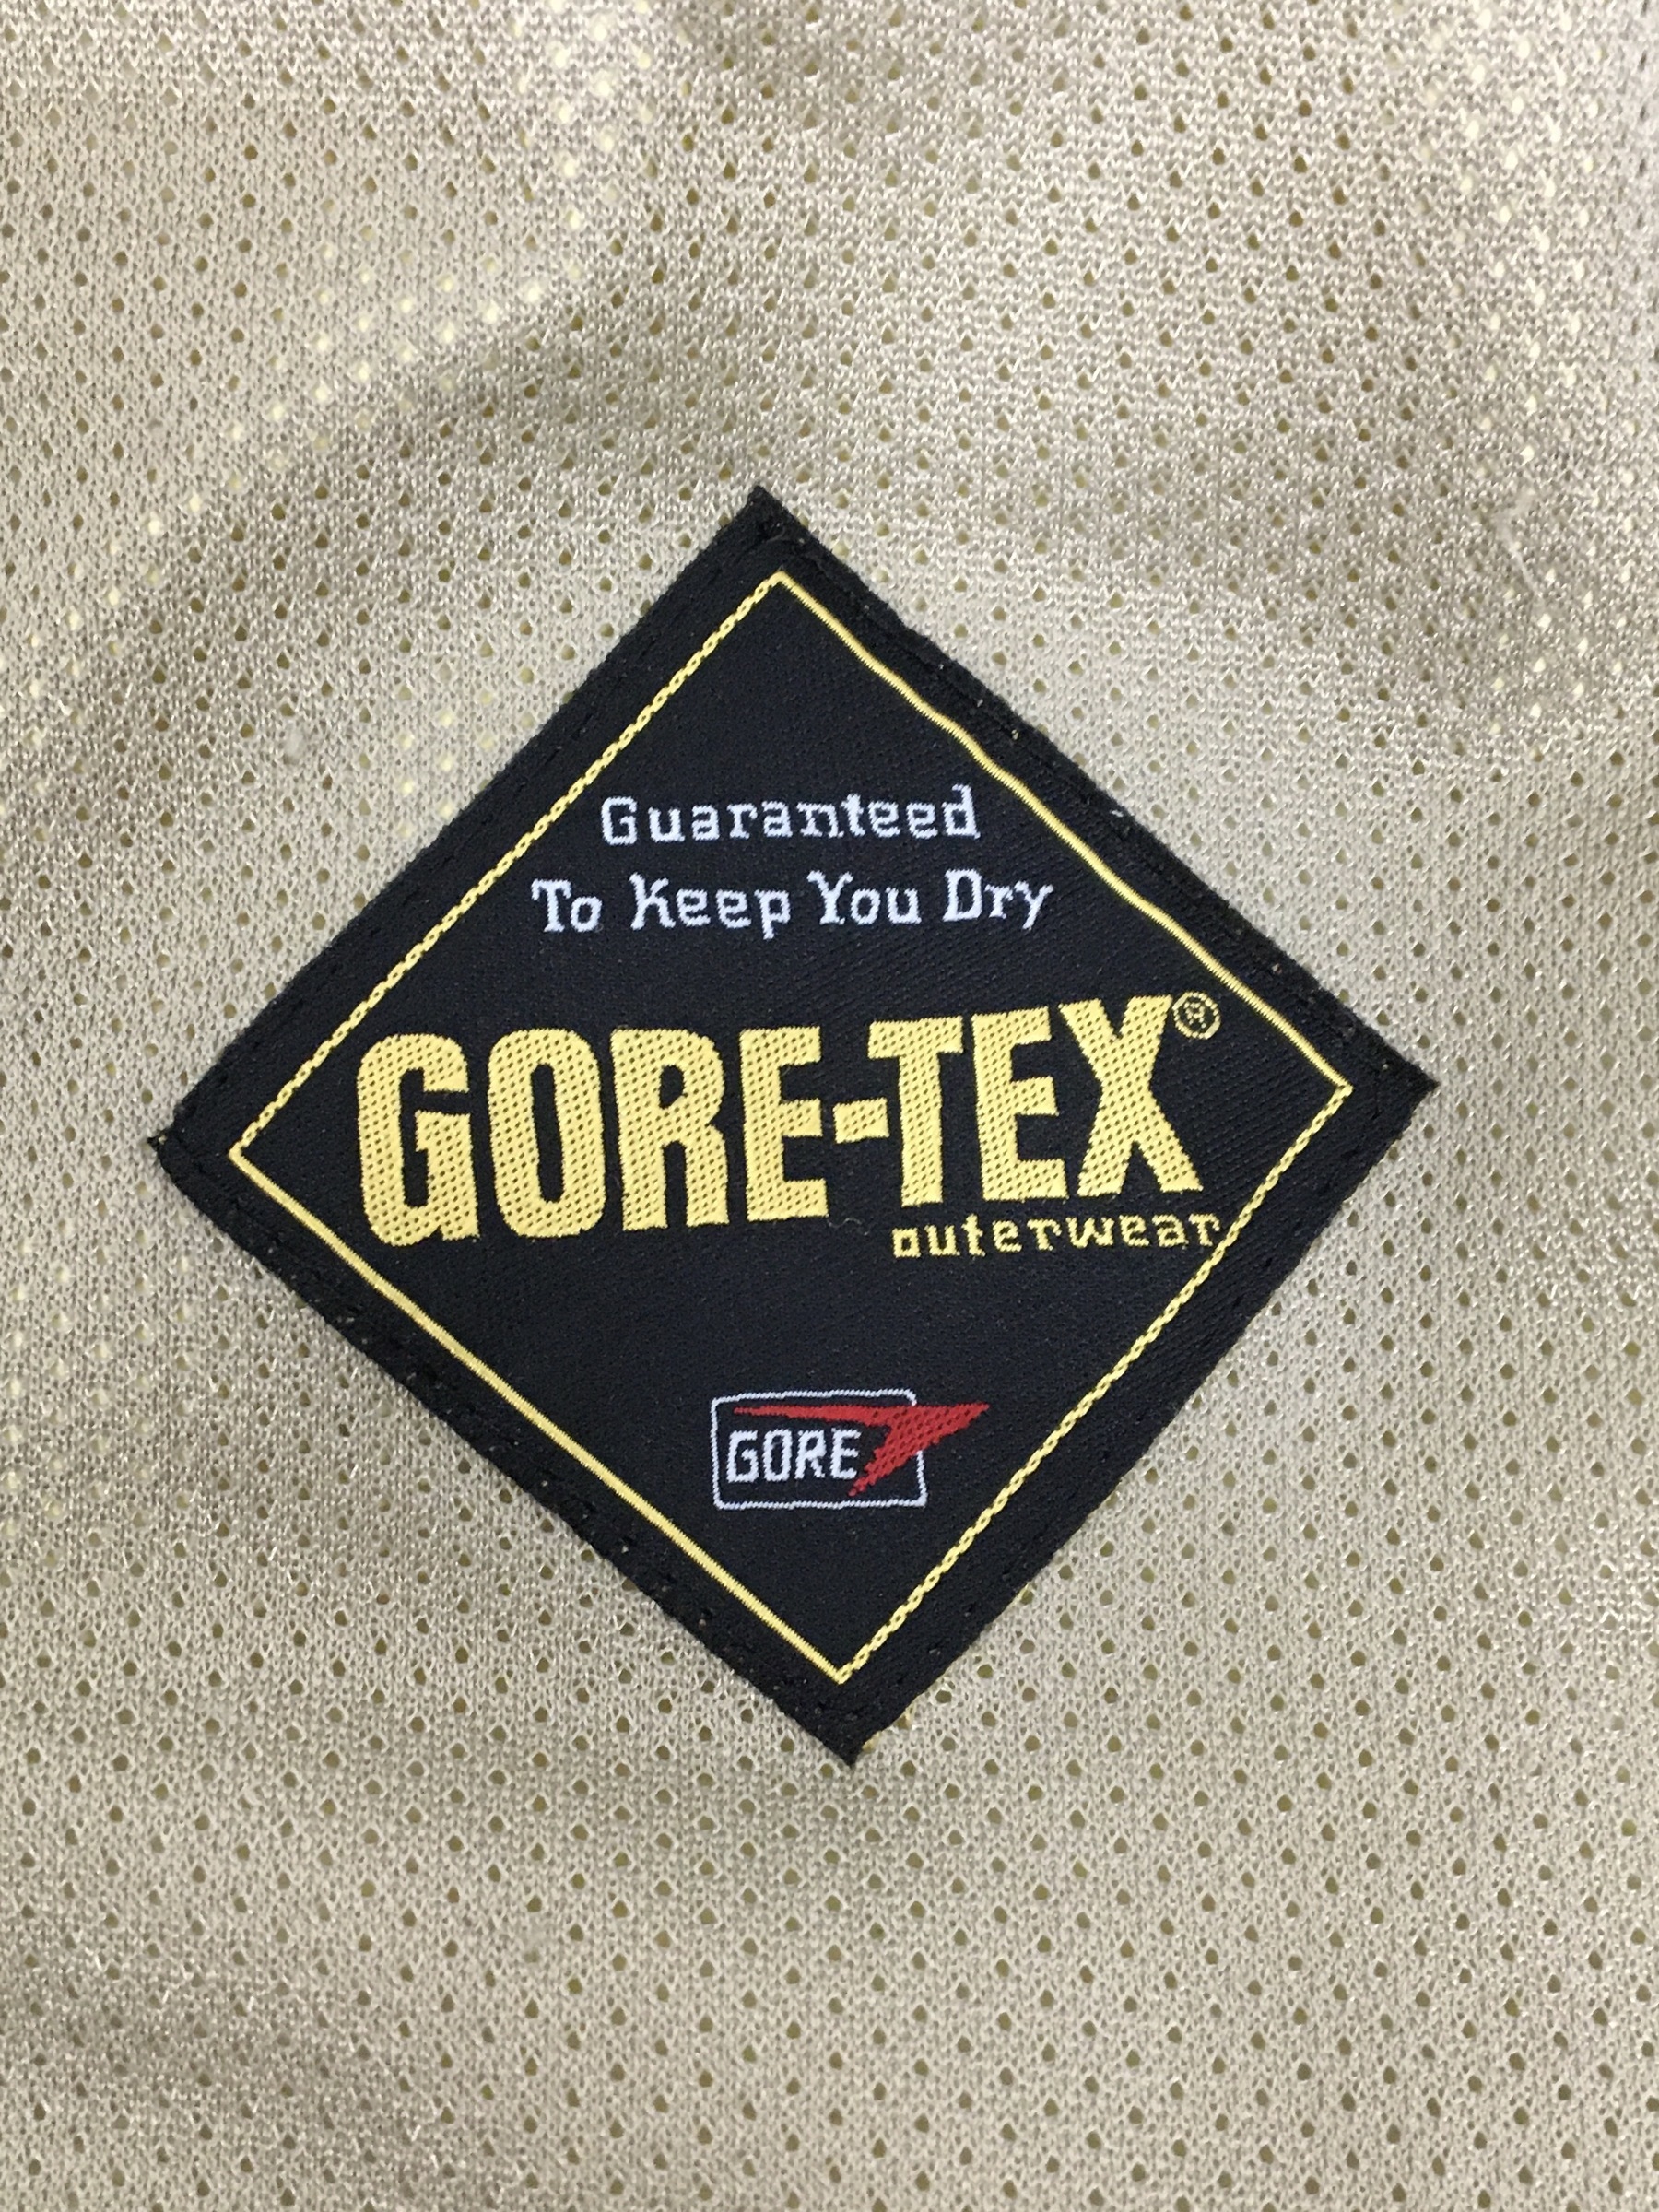 Guaranteed
To Keep You Dry
GORE-TEX®
outerwear
GORE